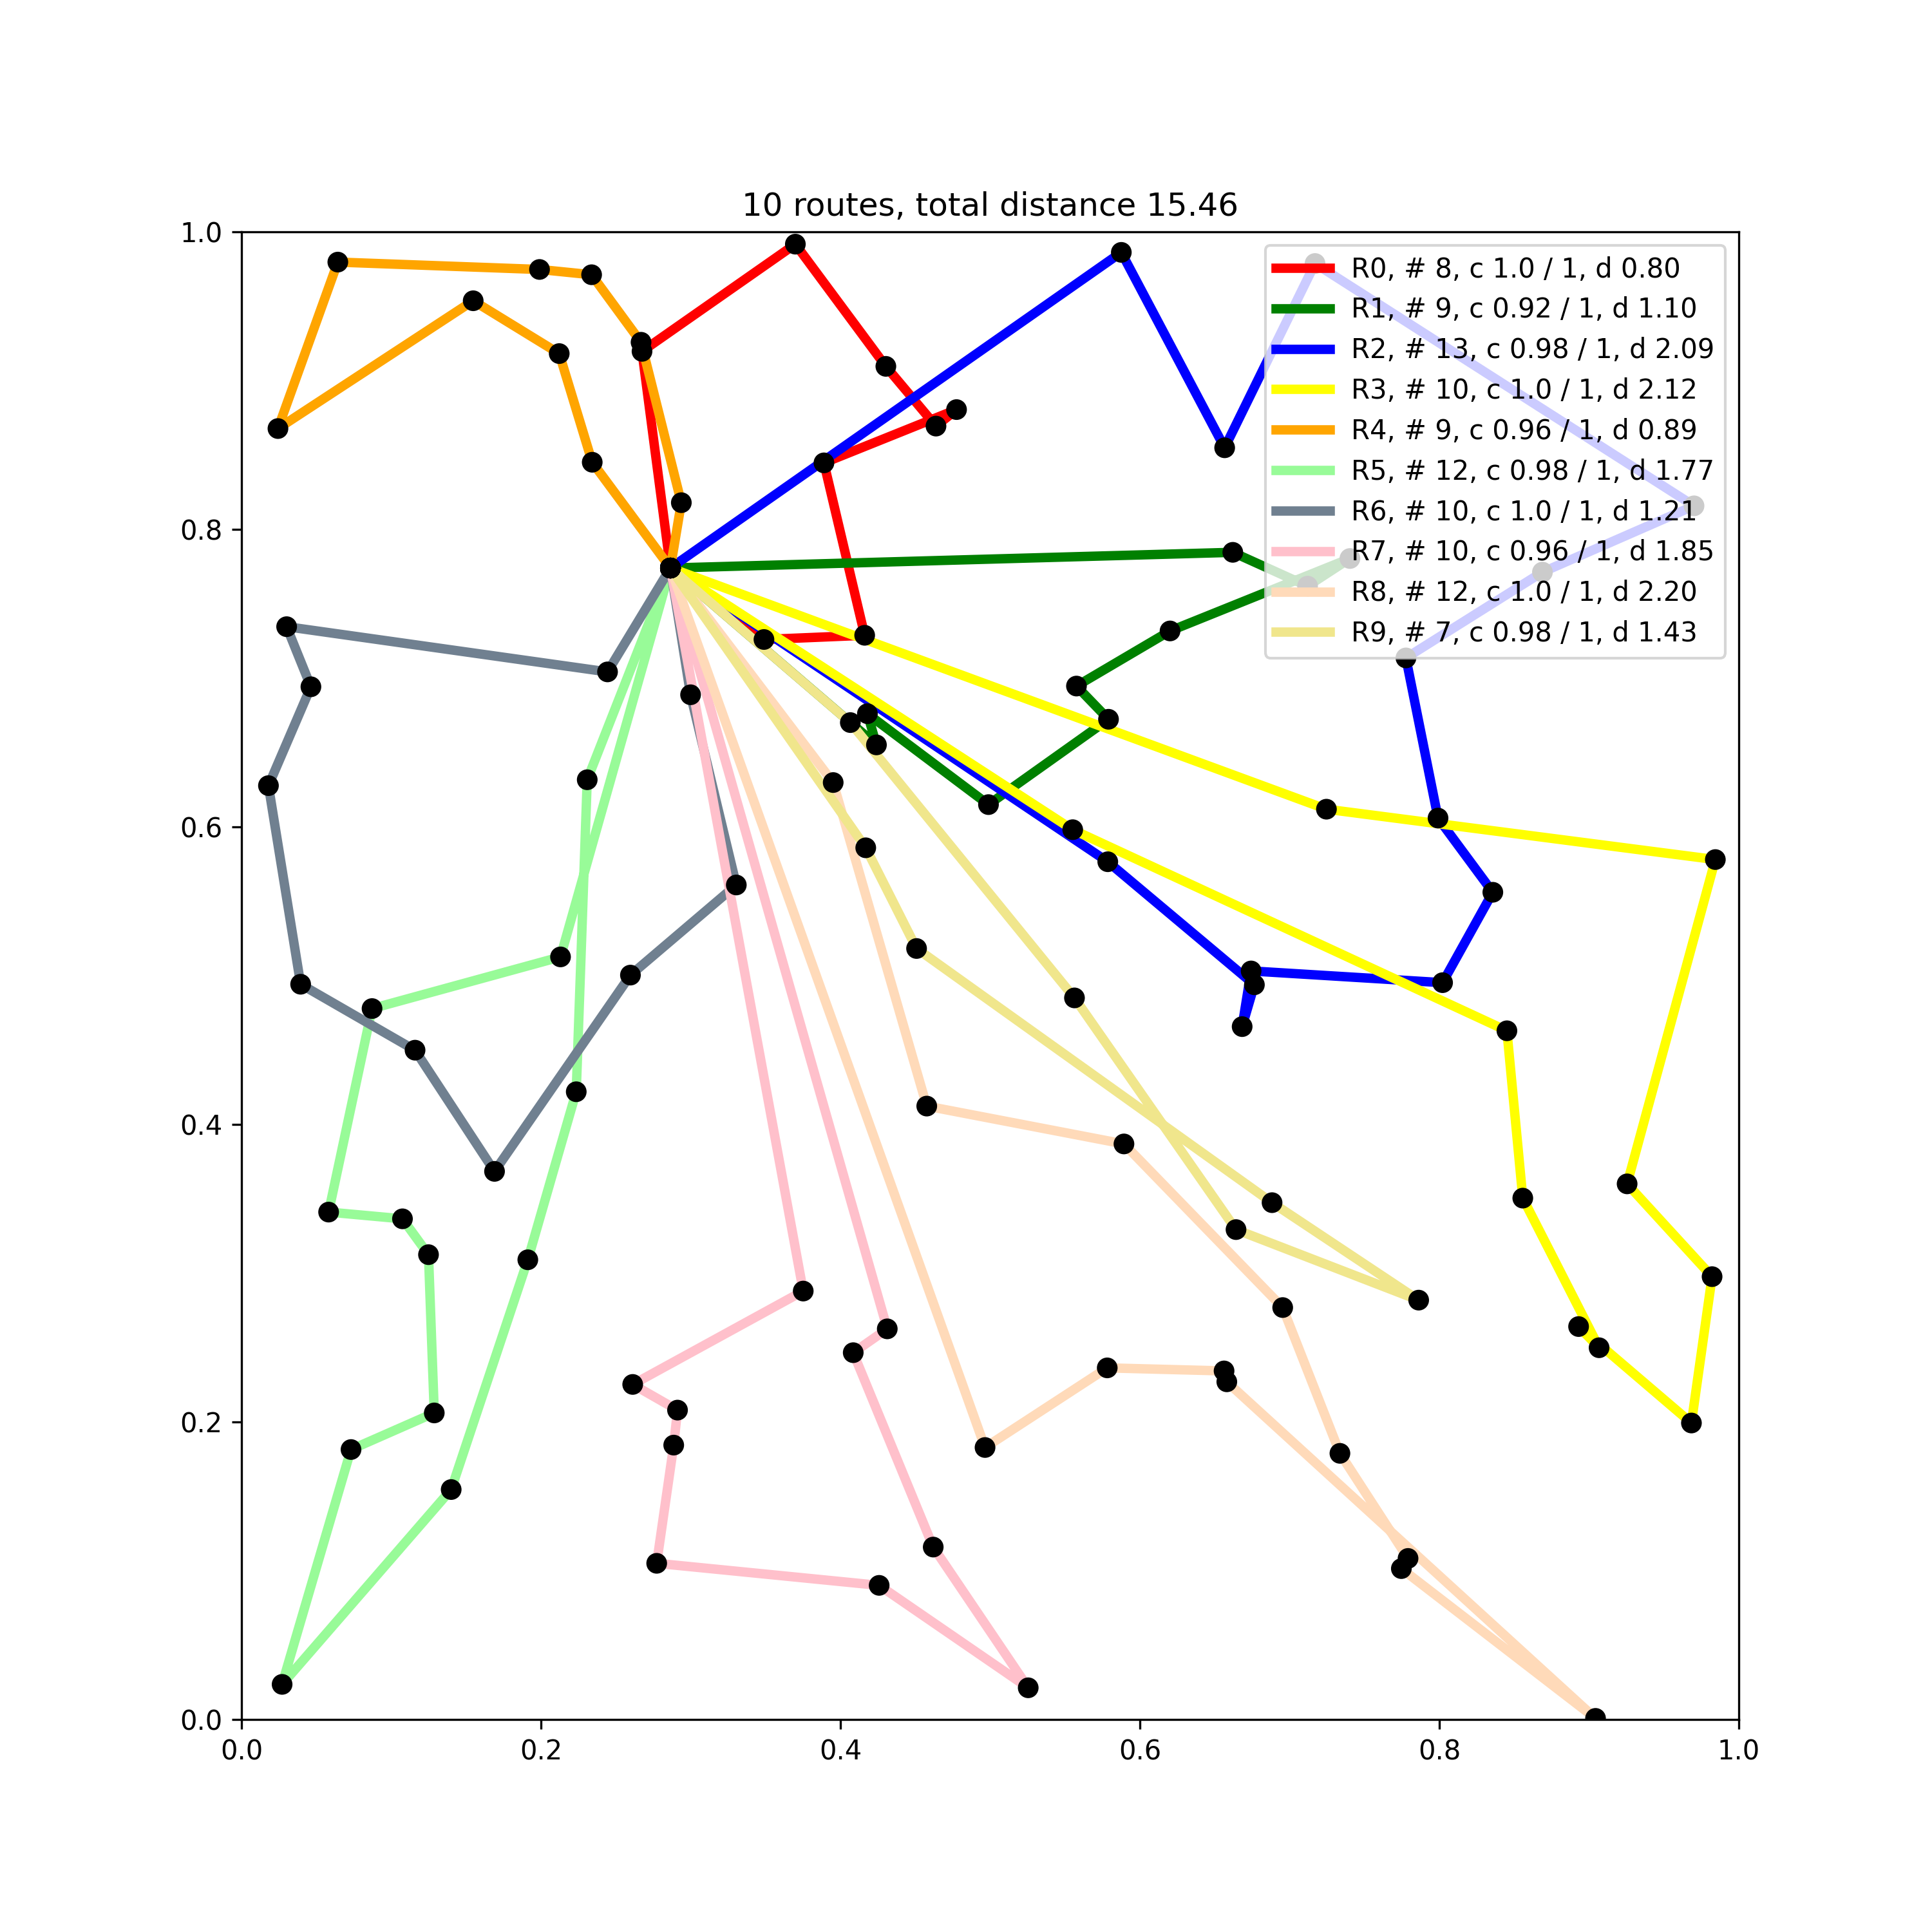 10 routes, total distance 15.46
1.0
0.8
0.6
0.4
0.2
0.0
0.0 0.2 0.4 0.6 0.8 1.0
R0, # 8, c 1.0 / 1, d 0.80
R1, # 9, c 0.92 / 1, d 1.10
R2, # 13, c 0.98 / 1, d 2.09
R3, # 10, c 1.0 / 1, d 2.12
R4, # 9, c 0.96 / 1, d 0.89
R5, # 12, c 0.98 / 1, d 1.77
R6, # 10, c 1.0 / 1, d 1.21
R7, # 10, c 0.96 / 1, d 1.85
R8, # 12, c 1.0 / 1, d 2.20
R9, # 7, c 0.98 / 1, d 1.43